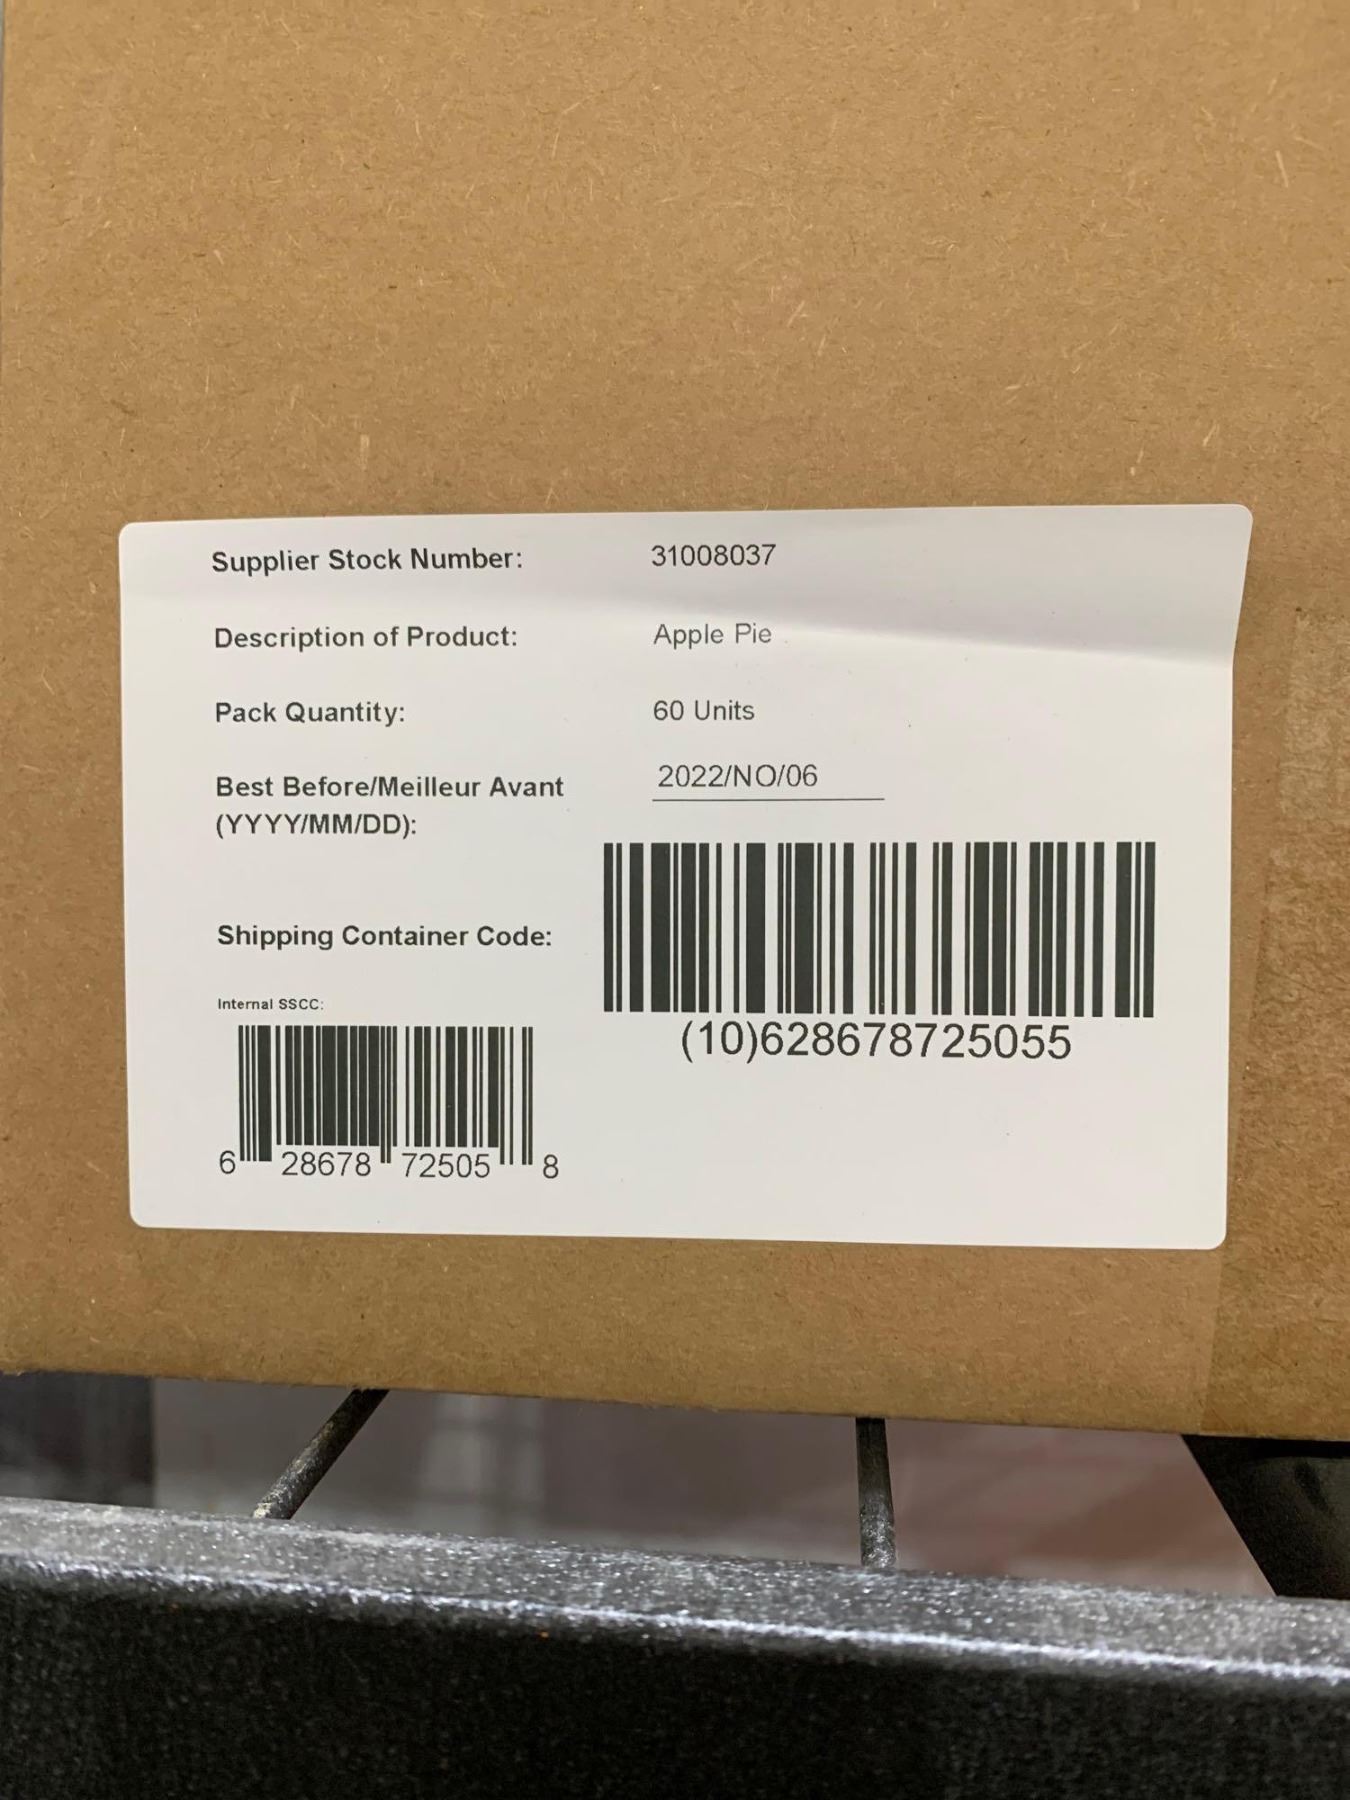 Supplier Stock Number: 31008037
Description of Product: Apple Pie
Pack Quantity: 60 Units
Best Before/Meilleur Avant 2022/NO/06
(YYYY/MM/DD):
Shipping Container Code:
(10)628678725055
Internal SSCC:
6 28678 72505 8